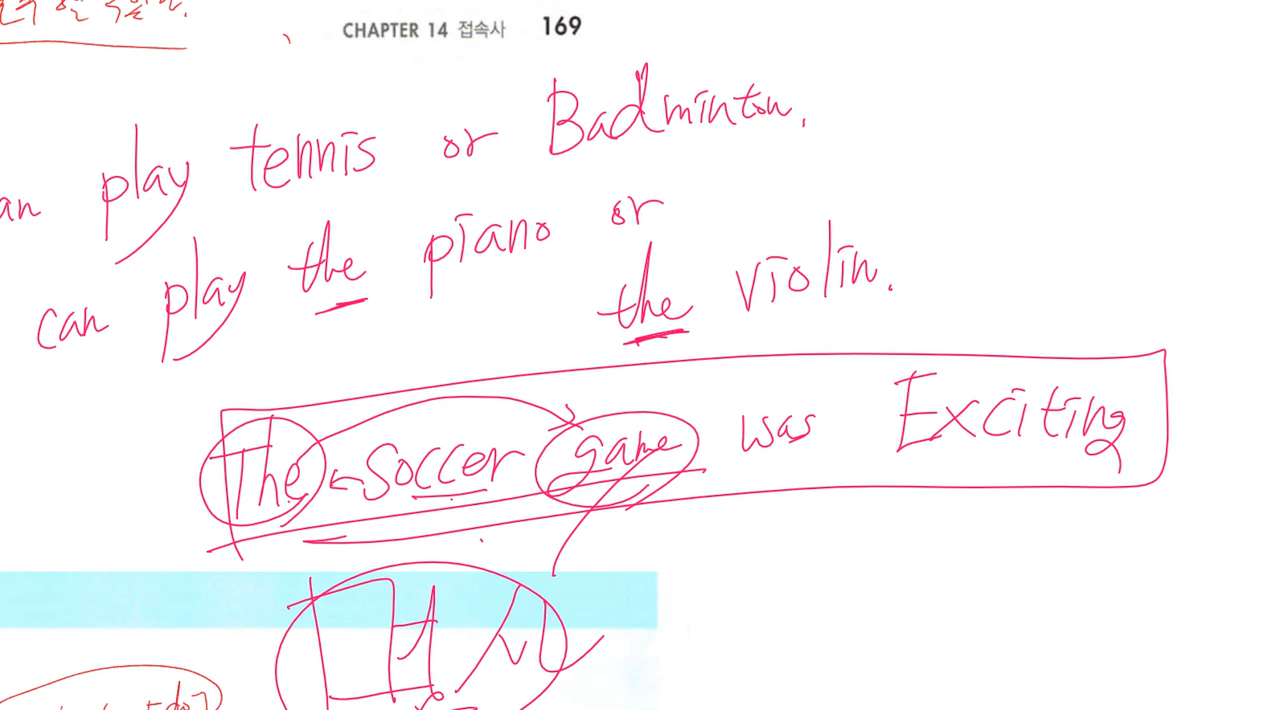 CHAPTER 14 접속사 169
play tennis or Badminton.
can play the piano or
the violin.
The Soccer game was Exciting
명사